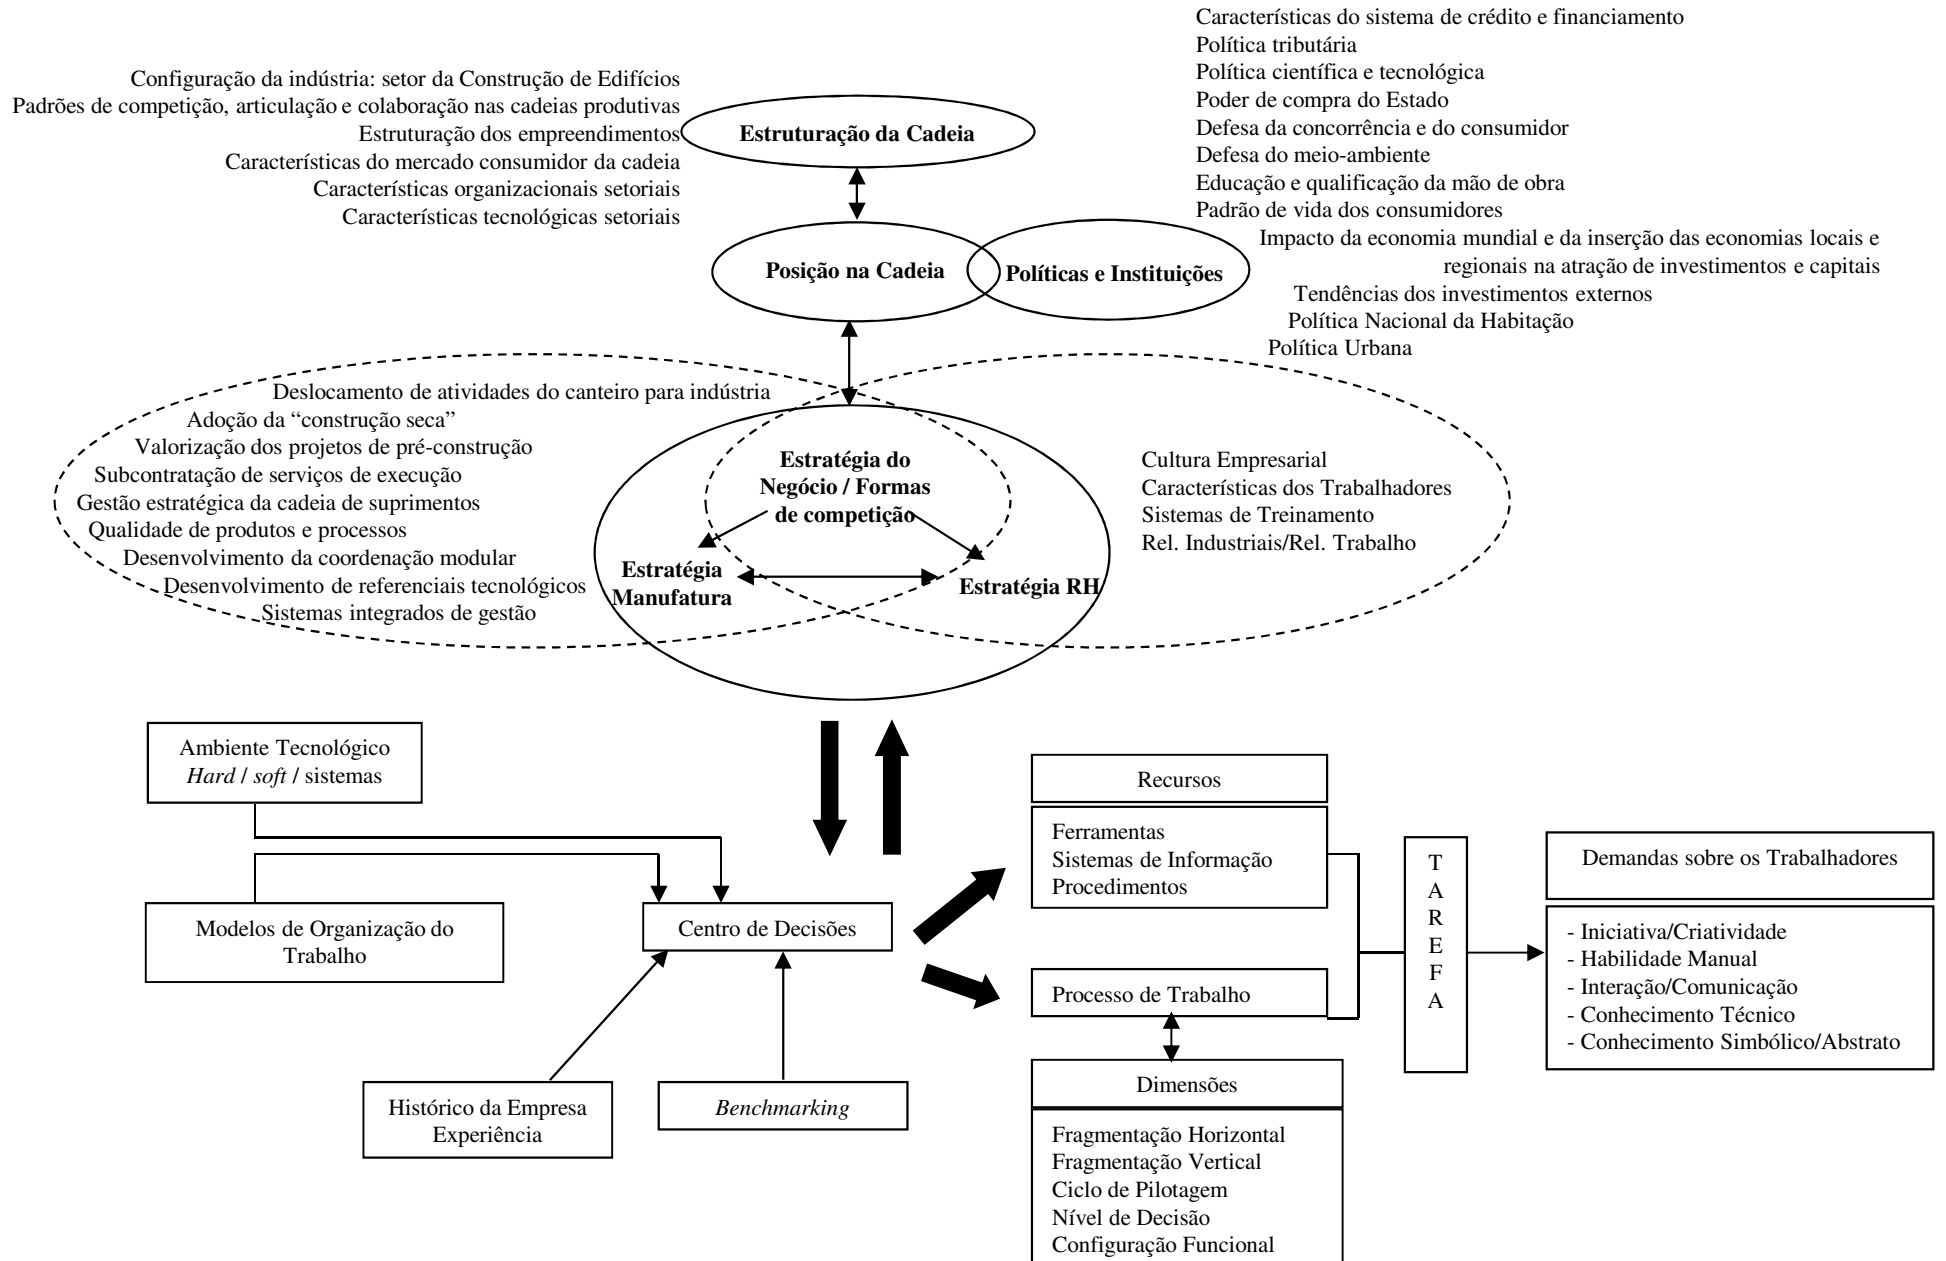 Características do sistema de crédito e financiamento
Política tributária
Política científica e tecnológica
Poder de compra do Estado
Defesa da concorrência e do consumidor
Defesa do meio-ambiente
Educação e qualificação da mão de obra
Padrão de vida dos consumidores
Impacto da economia mundial e da inserção das economias locais e
regionais na atração de investimentos e capitais
Tendências dos investimentos externos
Política Nacional da Habitação
Política Urbana
Configuração da indústria: setor da Construção de Edifícios
Padrões de competição, articulação e colaboração nas cadeias produtivas
Estruturação dos empreendimentos
Características do mercado consumidor da cadeia
Características organizacionais setoriais
Características tecnológicas setoriais
Estruturação da Cadeia
Posição na Cadeia
Políticas e Instituições
Deslocamento de atividades do canteiro para indústria
Adoção da “construção seca”
Valorização dos projetos de pré-construção
Subcontratação de serviços de execução
Gestão estratégica da cadeia de suprimentos
Qualidade de produtos e processos
Desenvolvimento da coordenação modular
Desenvolvimento de referenciais tecnológicos
Sistemas integrados de gestão
Estratégia do
Negócio / Formas
de competição
Estratégia
Manufatura
Estratégia RH
Cultura Empresarial
Características dos Trabalhadores
Sistemas de Treinamento
Rel. Industriais/Rel. Trabalho
Ambiente Tecnológico
Hard / soft / sistemas
Modelos de Organização do
Trabalho
Centro de Decisões
Histórico da Empresa
Experiência
Benchmarking
Recursos
Ferramentas
Sistemas de Informação
Procedimentos
Processo de Trabalho
Dimensões
Fragmentação Horizontal
Fragmentação Vertical
Ciclo de Pilotagem
Nível de Decisão
Configuração Funcional
T
A
R
E
F
A
Demandas sobre os Trabalhadores
- Iniciativa/Criatividade
- Habilidade Manual
- Interação/Comunicação
- Conhecimento Técnico
- Conhecimento Simbólico/Abstrato